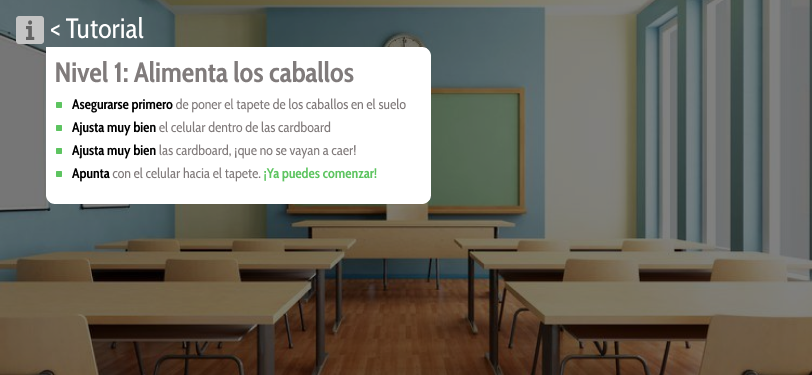 i < Tutorial
Nivel 1: Alimenta los caballos
Asegurarse primero de poner el tapete de los caballos en el suelo
Ajusta muy bien el celular dentro de las cardboard
Ajusta muy bien las cardboard, ¡que no se vayan a caer!
Apunta con el celular hacia el tapete. ¡Ya puedes comenzar!